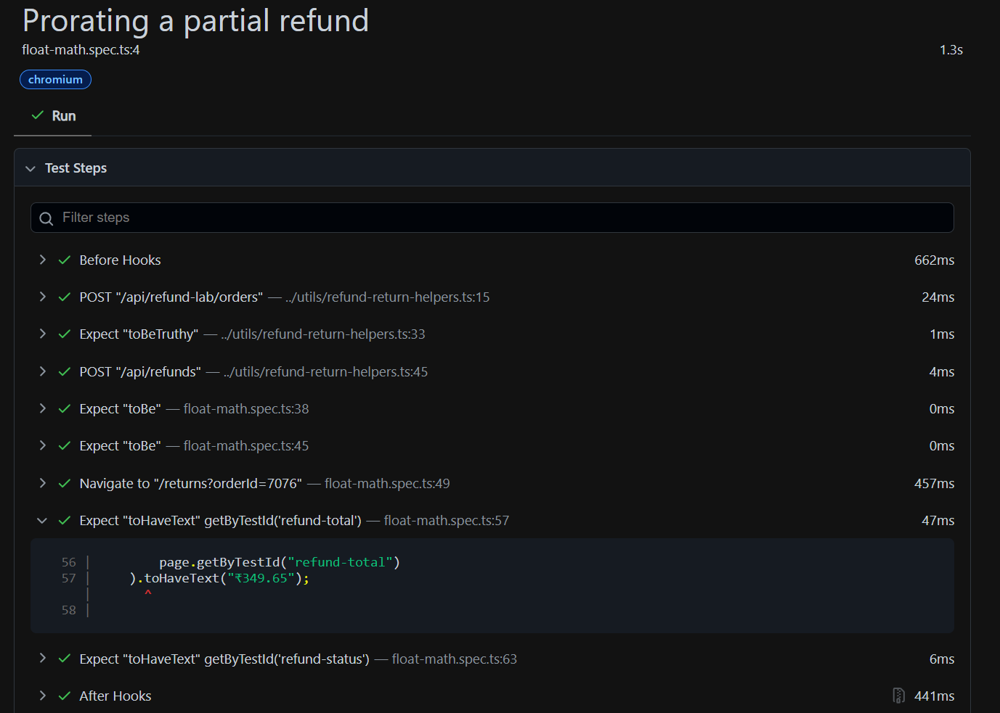 Prorating a partial refund
float-math.spec.ts:4 1.3s
chromium
Run
Test Steps
Filter steps
Before Hooks 662ms
POST "/api/refund-lab/orders" — ../utils/refund-return-helpers.ts:15 24ms
Expect "toBeTruthy" — ../utils/refund-return-helpers.ts:33 1ms
POST "/api/refunds" — ../utils/refund-return-helpers.ts:45 4ms
Expect "toBe" — float-math.spec.ts:38 0ms
Expect "toBe" — float-math.spec.ts:45 0ms
Navigate to "/returns?orderId=7076" — float-math.spec.ts:49 457ms
Expect "toHaveText" getByTestId('refund-total') — float-math.spec.ts:57 47ms
56 | page.getByTestId("refund-total")
57 | ).toHaveText("₹349.65");
| ^
58 |
Expect "toHaveText" getByTestId('refund-status') — float-math.spec.ts:63 6ms
After Hooks 441ms